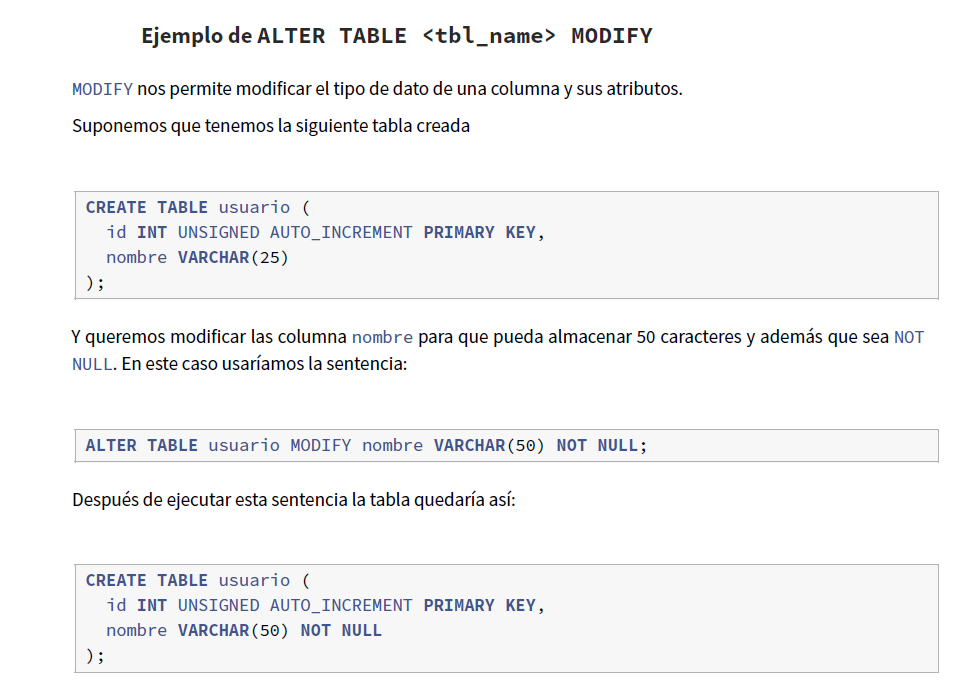 Ejemplo de ALTER TABLE <tbl_name> MODIFY
MODIFY nos permite modificar el tipo de dato de una columna y sus atributos.
Suponemos que tenemos la siguiente tabla creada
CREATE TABLE usuario (
  id INT UNSIGNED AUTO_INCREMENT PRIMARY KEY,
  nombre VARCHAR(25)
);
Y queremos modificar las columna nombre para que pueda almacenar 50 caracteres y además que sea NOT
NULL. En este caso usaríamos la sentencia:
ALTER TABLE usuario MODIFY nombre VARCHAR(50) NOT NULL;
Después de ejecutar esta sentencia la tabla quedaría así:
CREATE TABLE usuario (
  id INT UNSIGNED AUTO_INCREMENT PRIMARY KEY,
  nombre VARCHAR(50) NOT NULL
);